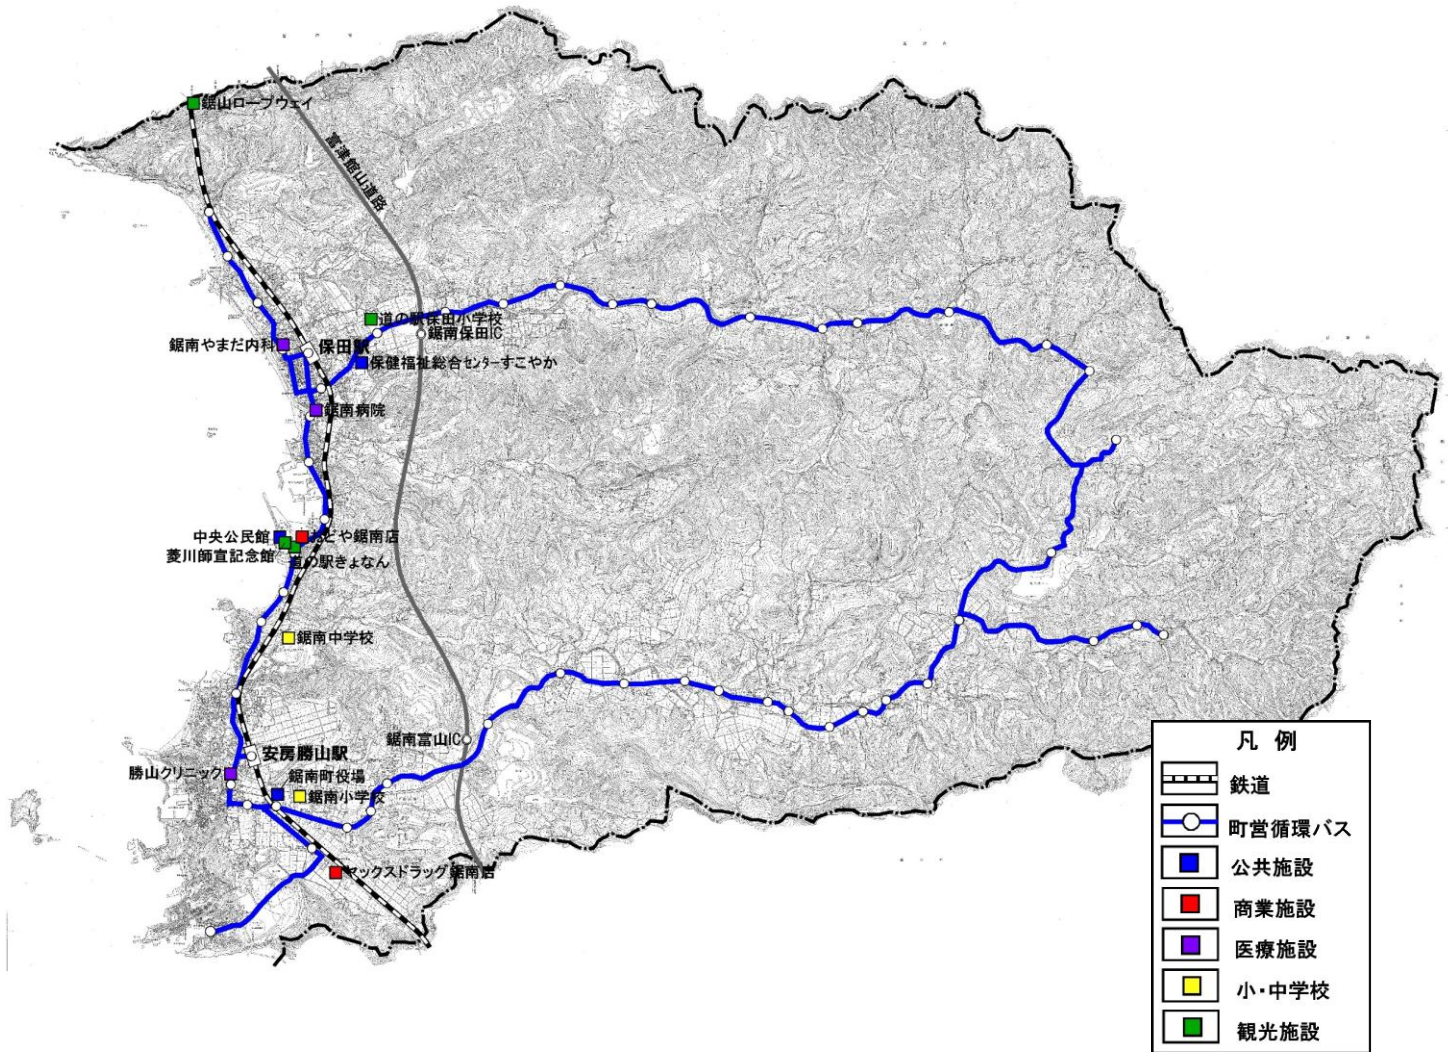 鋸山ロープウェイ
富津館山道路
道の駅保田小学校
鋸南保田IC
鋸南やまだ内科
保田駅
保健福祉総合センターすこやか
鋸南病院
中央公民館
おどや鋸南店
菱川師宣記念館
道の駅きょなん
鋸南中学校
鋸南富山IC
安房勝山駅
勝山クリニック
鋸南町役場
鋸南小学校
ヤックスドラッグ鋸南店
凡 例
鉄道
町営循環バス
公共施設
商業施設
医療施設
小・中学校
観光施設